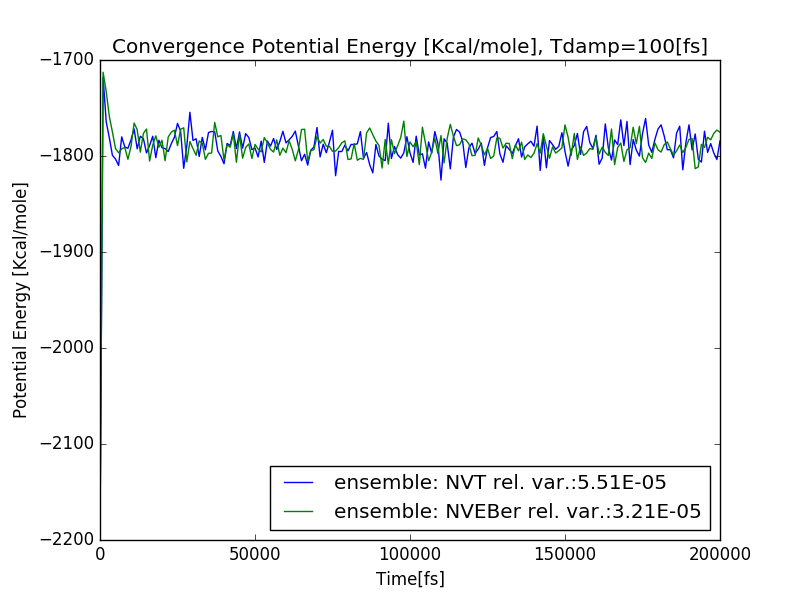 Convergence Potential Energy [Kcal/mole], Tdamp=100[fs]
−1700
−1800
−1900
−2000
−2100
−2200
Potential Energy [Kcal/mole]
ensemble: NVT rel. var.:5.51E-05
ensemble: NVEBer rel. var.:3.21E-05
0
50000
100000
150000
200000
Time[fs]